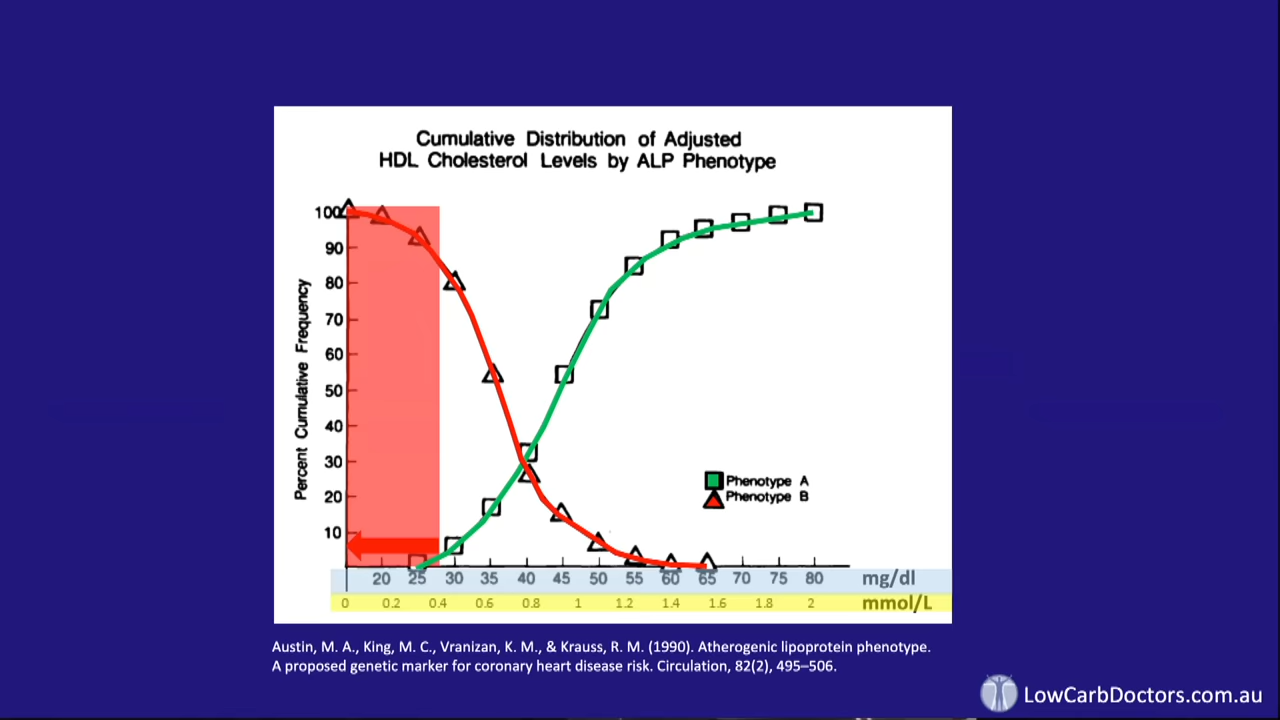 Cumulative Distribution of Adjusted
HDL Cholesterol Levels by ALP Phenotype
Percent Cumulative Frequency
100
90
80
70
60
50
40
30
20
10
Phenotype A
Phenotype B
20 25 30 35 40 45 50 55 60 65 70 75 80 mg/dl
0 0.2 0.4 0.6 0.8 1 1.2 1.4 1.6 1.8 2 mmol/L
Austin, M. A., King, M. C., Vranizan, K. M., & Krauss, R. M. (1990). Atherogenic lipoprotein phenotype.
A proposed genetic marker for coronary heart disease risk. Circulation, 82(2), 495–506.
LowCarbDoctors.com.au